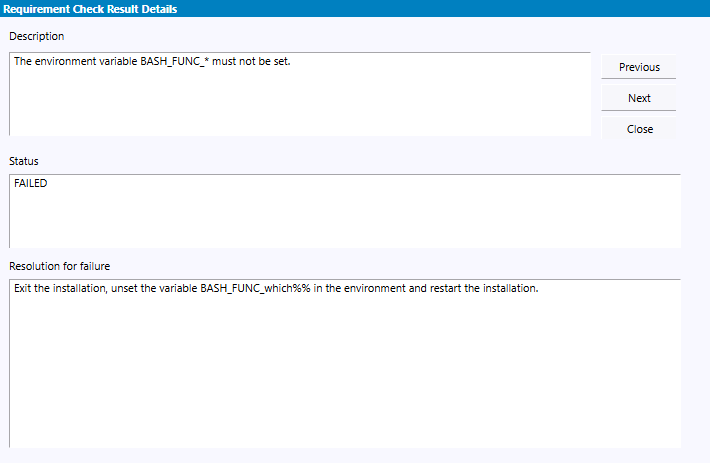 Requirement Check Result Details
Description
The environment variable BASH_FUNC_* must not be set.
Previous
Next
Close
Status
FAILED
Resolution for failure
Exit the installation, unset the variable BASH_FUNC_which%% in the environment and restart the installation.